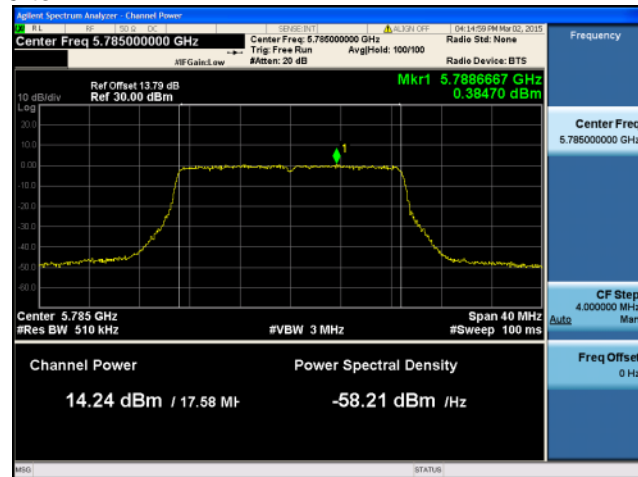 Agilent Spectrum Analyzer - Channel Power
RL RF 50 Ω DC SENSE:INT ALIGN OFF 04:14:59 PM Mar 02, 2015
Center Freq 5.785000000 GHz
Center Freq: 5.785000000 GHz
Radio Std: None
Trig: Free Run Avg|Hold: 100/100
#IFGain:Low #Atten: 20 dB Radio Device: BTS
Frequency
Ref Offset 13.79 dB
Mkr1 5.7886667 GHz
10 dB/div Ref 30.00 dBm 0.38470 dBm
Log
20.0
10.0
0.00
-10.0
-20.0
-30.0
-40.0
-50.0
-60.0
1
Center Freq
5.785000000 GHz
Center 5.785 GHz Span 40 MHz
#Res BW 510 kHz #VBW 3 MHz #Sweep 100 ms
CF Step
4.000000 MHz
Auto Man
Channel Power Power Spectral Density
14.24 dBm / 17.58 MH -58.21 dBm /Hz
Freq Offset
0 Hz
MSG STATUS